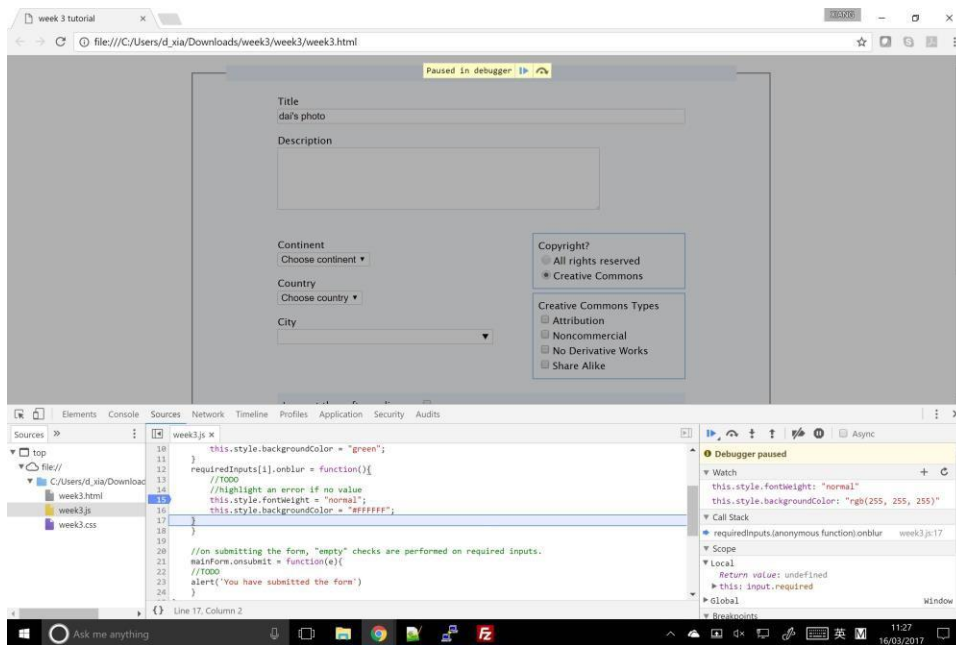 week 3 tutorial
XIANG
file:///C:/Users/d_xia/Downloads/week3/week3/week3.html
Paused in debugger
Title
dai's photo
Description
Continent
Choose continent
Country
Choose country
City
Copyright?
All rights reserved
Creative Commons
Creative Commons Types
Attribution
Noncommercial
No Derivative Works
Share Alike
Elements Console Sources Network Timeline Profiles Application Security Audits
Sources »
week3.js ×
Async
top
file://
C:/Users/d_xia/Download
week3.html
week3.js
week3.css
10 this.style.backgroundColor = "green";
11 }
12 requiredInputs[i].onblur = function(){
13 //TODO
14 //highlight an error if no value
15 this.style.fontWeight = "normal";
16 this.style.backgroundColor = "#FFFFFF";
17 }
18 }
19
20 //on submitting the form, "empty" checks are performed on required inputs.
21 mainForm.onsubmit = function(e){
22 //TODO
23 alert('You have submitted the form')
24 }
{} Line 17, Column 2
Debugger paused
Watch
this.style.fontWeight: "normal"
this.style.backgroundColor: "rgb(255, 255, 255)"
Call Stack
requiredInputs.(anonymous function).onblur week3.js:17
Scope
Local
Return value: undefined
this: input.required
Global Window
Breakpoints
Ask me anything
英
M
11:27
16/03/2017